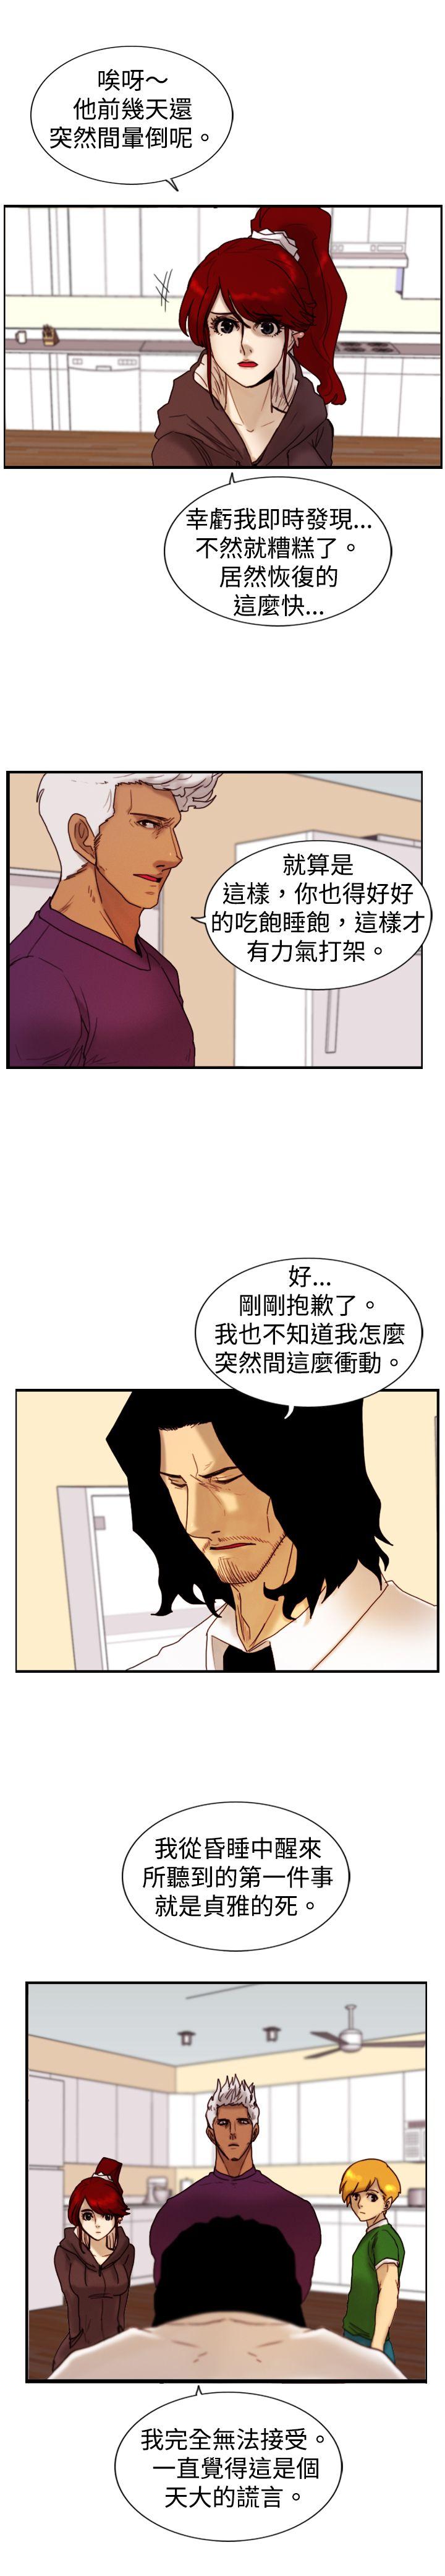 唉呀～
他前幾天還
突然間暈倒呢。
幸虧我即時發現...
不然就糟糕了。
居然恢復的
這麼快...
就算是
這樣，你也得好好
的吃飽睡飽，這樣才
有力氣打架。
好...
剛剛抱歉了。
我也不知道我怎麼
突然間這麼衝動。
我從昏睡中醒來
所聽到的第一件事
就是貞雅的死。
我完全無法接受。
一直覺得這是個
天大的謊言。